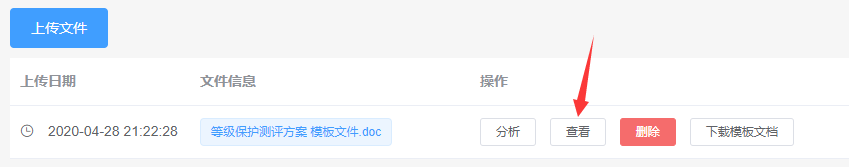 上传文件
上传日期 文件信息 操作
2020-04-28 21:22:28 等级保护测评方案 模板文件.doc 分析 查看 删除 下载模板文档